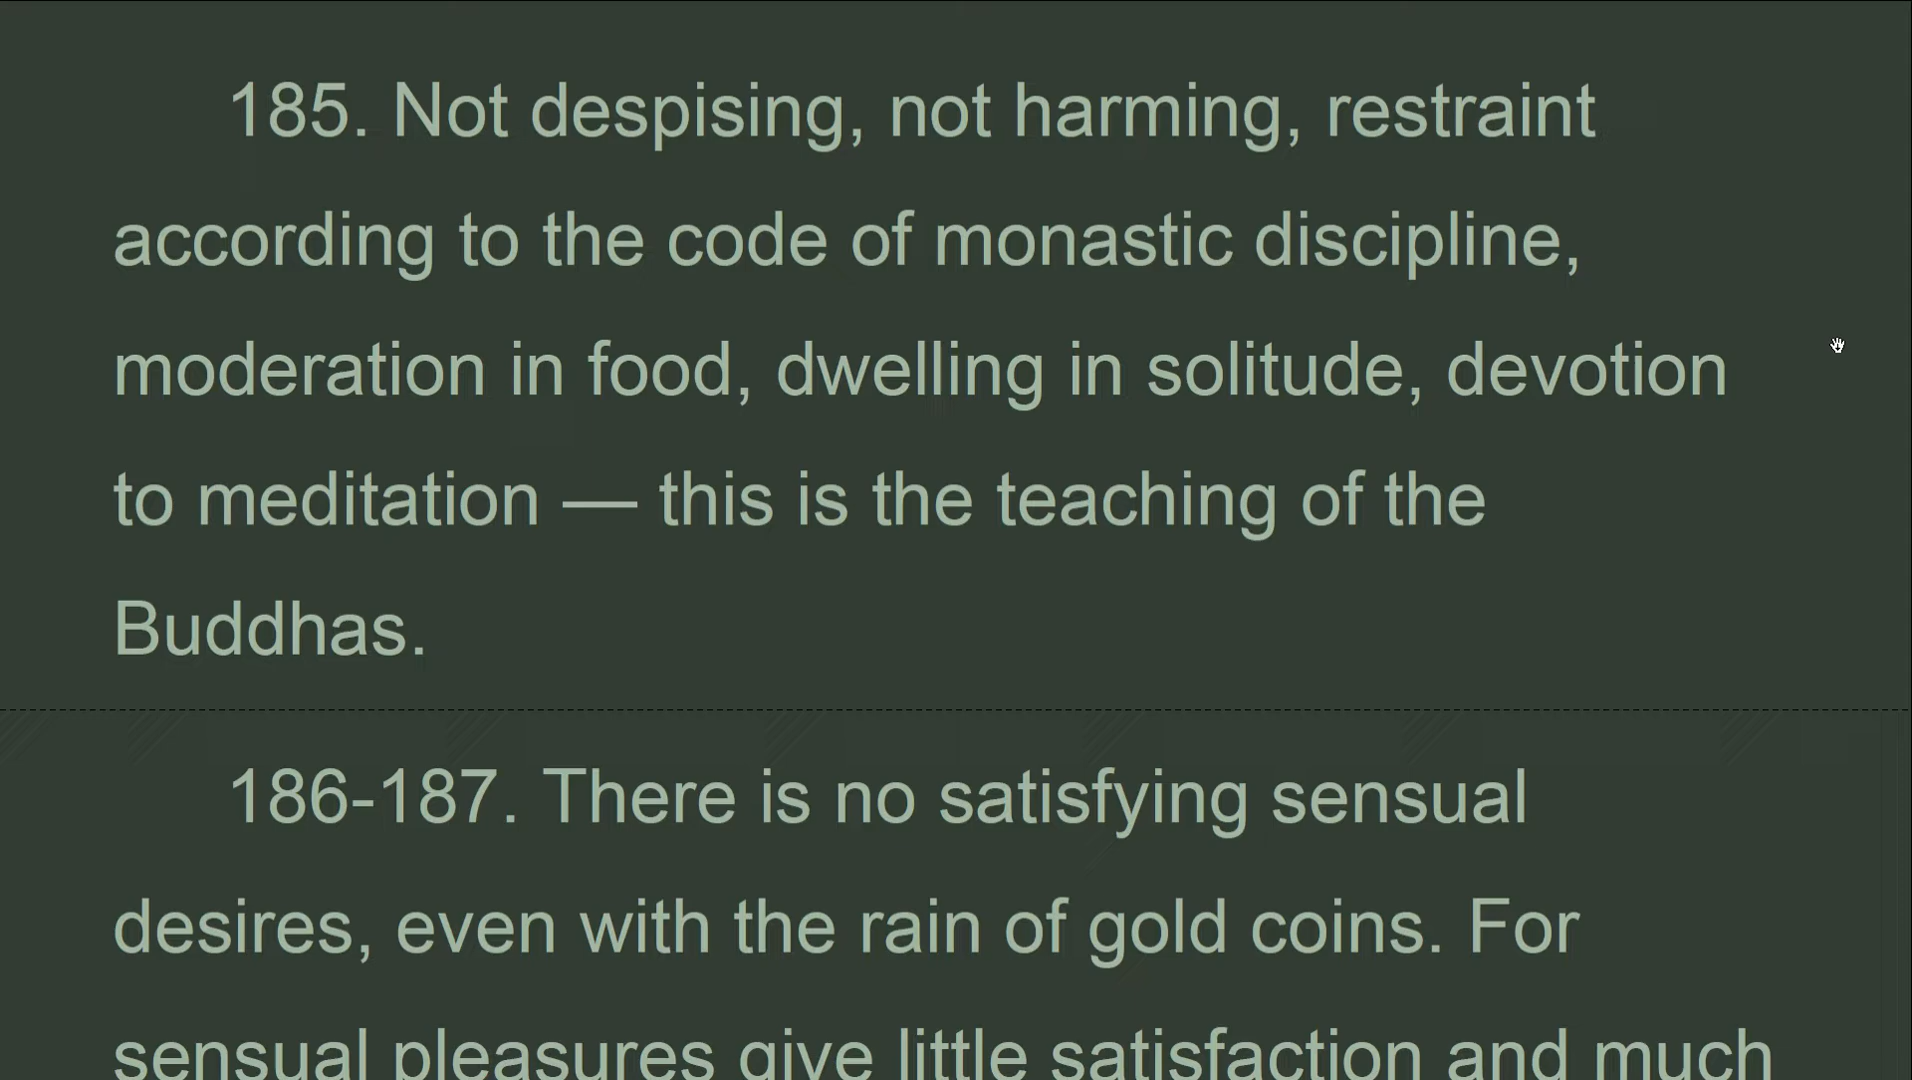 185. Not despising, not harming, restraint
according to the code of monastic discipline,
moderation in food, dwelling in solitude, devotion
to meditation — this is the teaching of the
Buddhas.
186-187. There is no satisfying sensual
desires, even with the rain of gold coins. For
sensual pleasures give little satisfaction and much